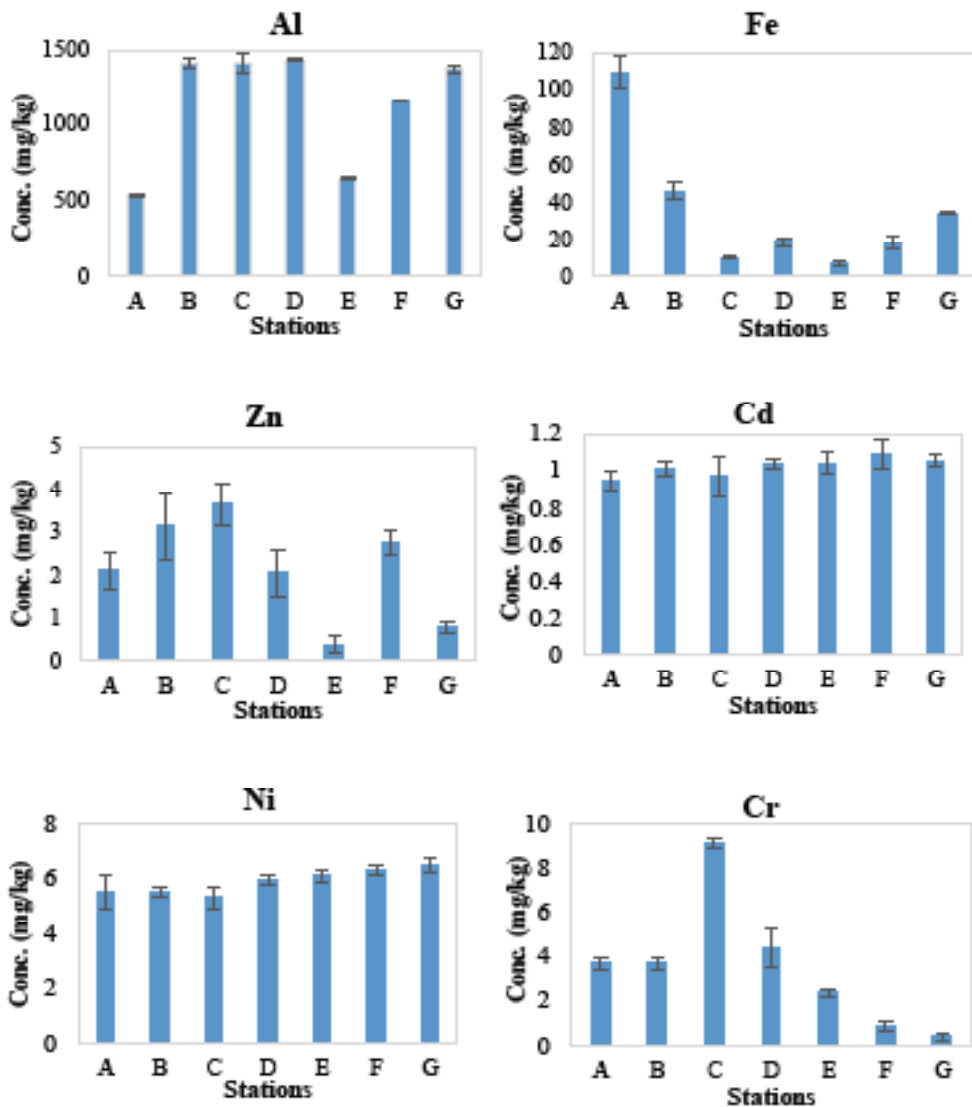 Al
1500
1000
500
0
Conc. (mg/kg)
A B C D E F G
Stations
Fe
120
100
80
60
40
20
0
Conc. (mg/kg)
A B C D E F G
Stations
Zn
5
4
3
2
1
0
Conc. (mg/kg)
A B C D E F G
Stations
Cd
1.2
1
0.8
0.6
0.4
0.2
0
Conc. (mg/kg)
A B C D E F G
Stations
Ni
8
6
4
2
0
Conc. (mg/kg)
A B C D E F G
Stations
Cr
10
8
6
4
2
0
Conc. (mg/kg)
A B C D E F G
Stations